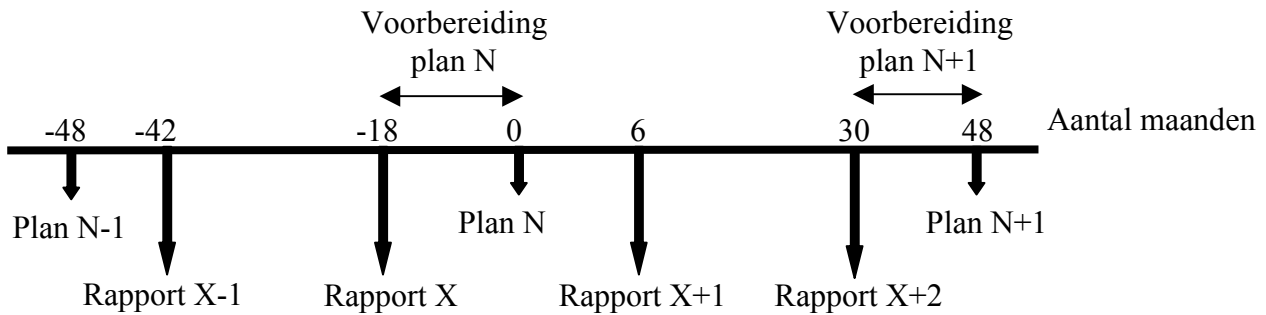 Voorbereiding
plan N
Voorbereiding
plan N+1
-48 -42 -18 0 6 30 48 Aantal maanden
Plan N-1 Plan N Plan N+1
Rapport X-1 Rapport X Rapport X+1 Rapport X+2